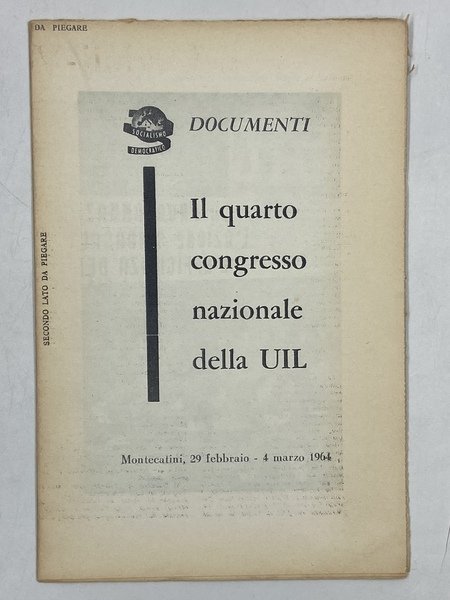 DA PIEGARE
SECONDO LATO DA PIEGARE
SOCIALISMO
DEMOCRATICO
DOCUMENTI
Il quarto
congresso
nazionale
della UIL
Montecatini, 29 febbraio - 4 marzo 1964